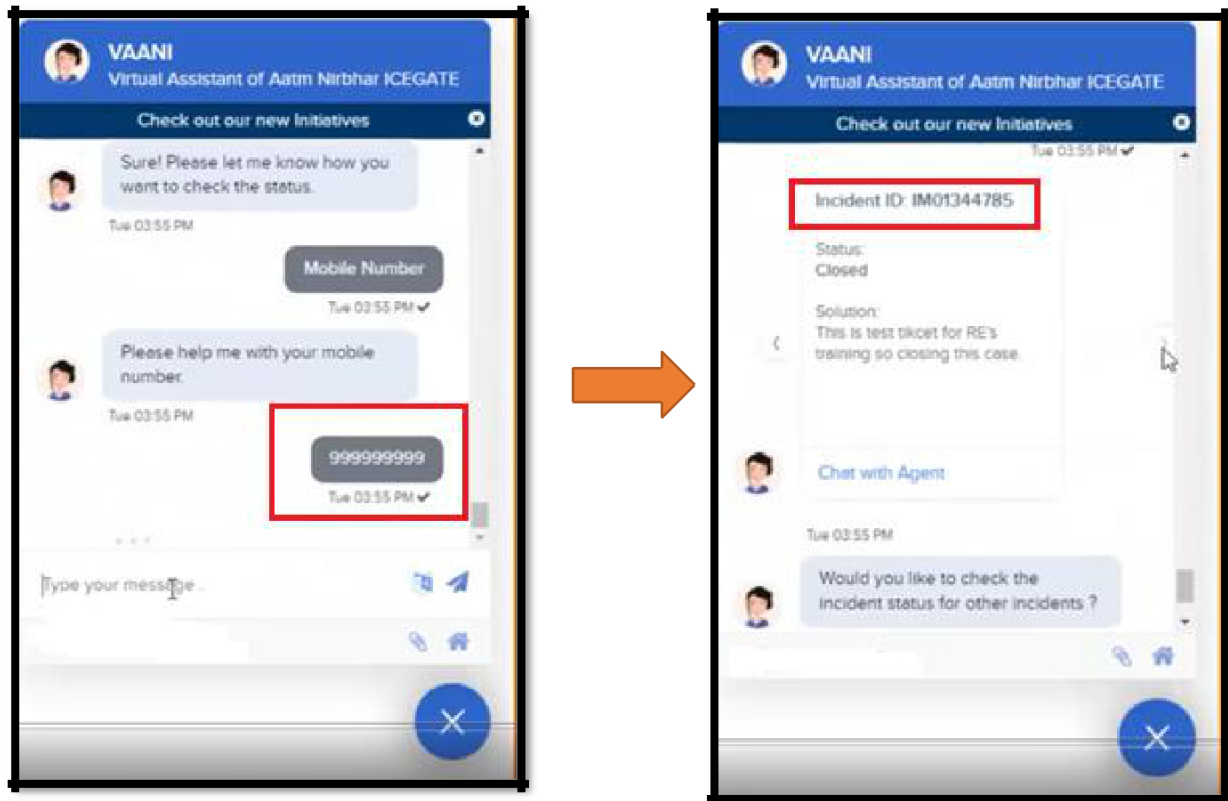 VAANI
Virtual Assistant of Aatm Nirbhar ICEGATE
Check out our new Initiatives
Sure! Please let me know how you
want to check the status.
Tue 03:55 PM
Mobile Number
Tue 03:55 PM
Please help me with your mobile
number.
Tue 03:55 PM
999999999
Tue 03:55 PM
Type your message .
VAANI
Virtual Assistant of Aatm Nirbhar ICEGATE
Check out our new Initiatives
Tue 03:55 PM
Incident ID: IM01344785
Status:
Closed
Solution:
This is test tikcet for RE's
training so closing this case.
Chat with Agent
Tue 03:55 PM
Would you like to check the
incident status for other incidents ?